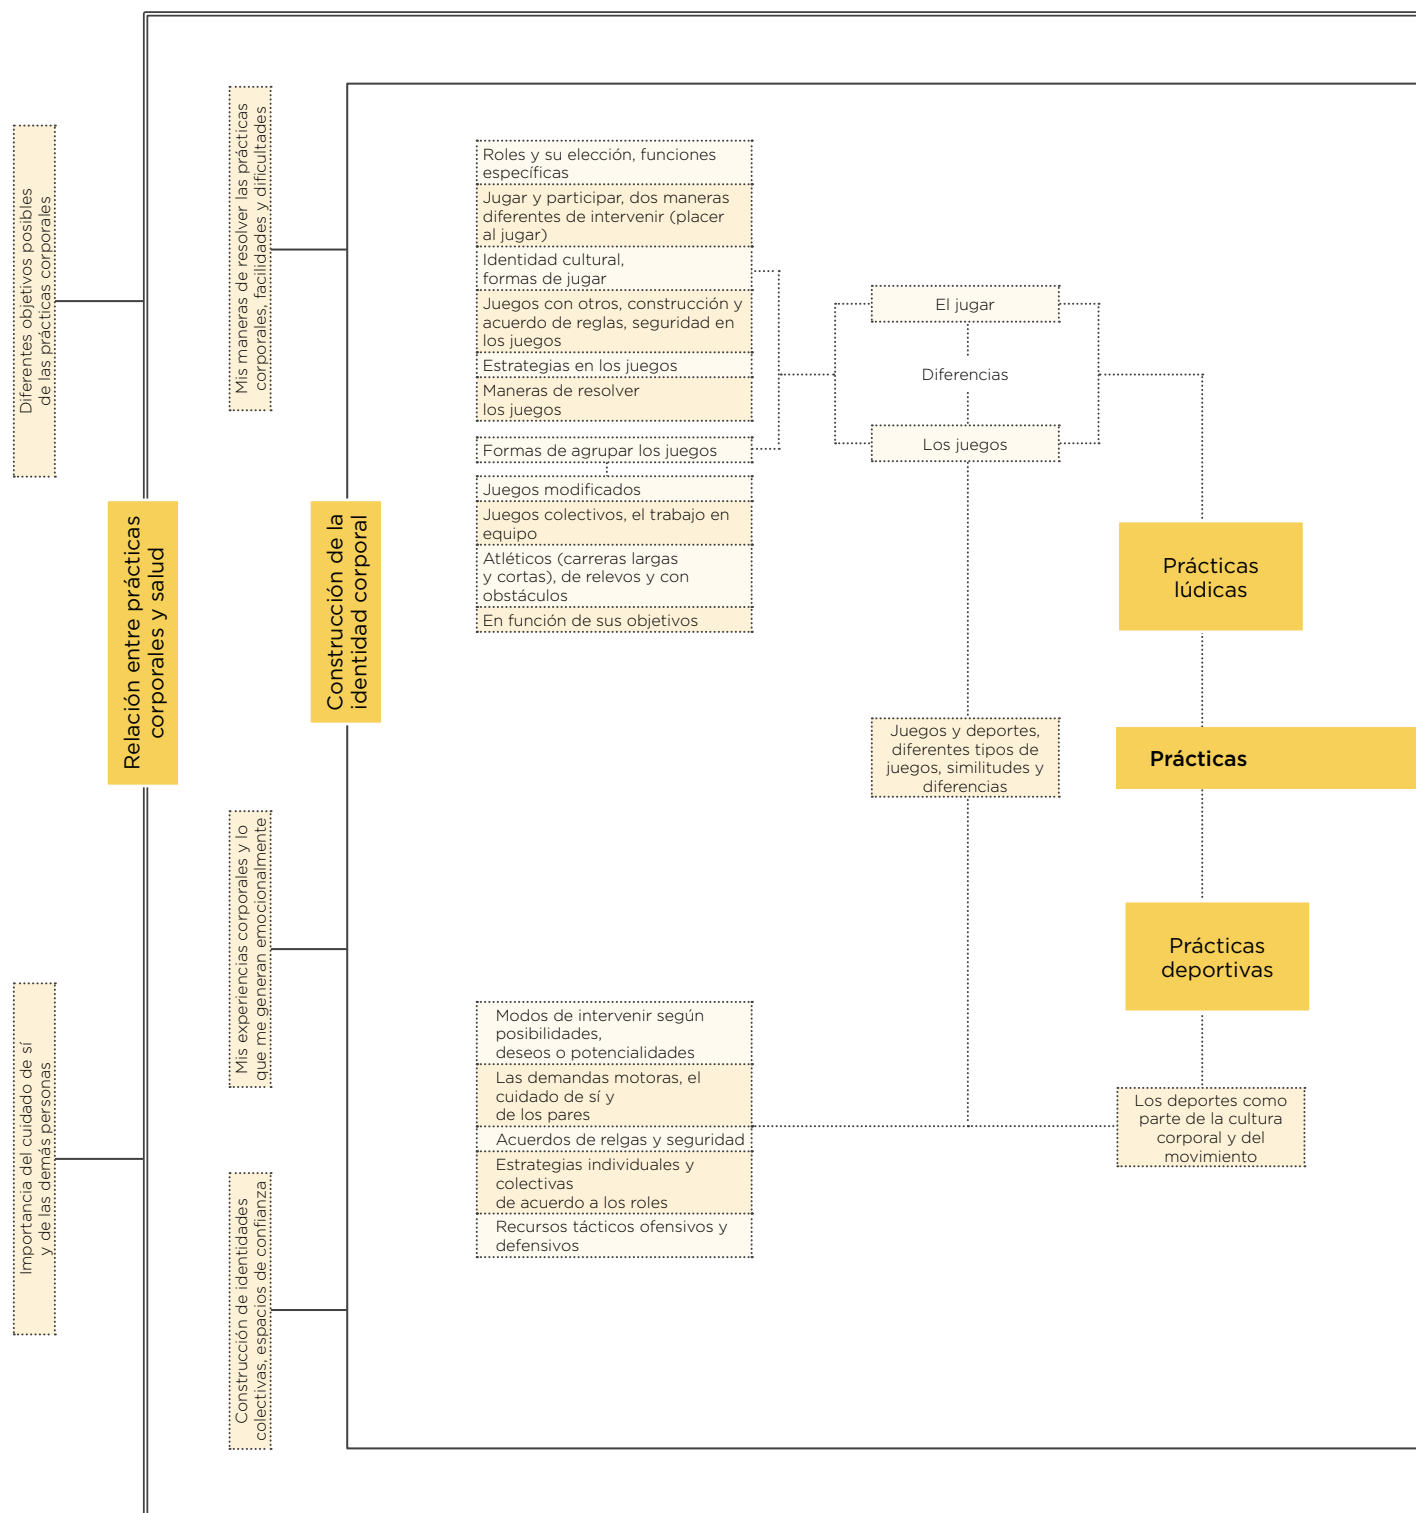 Diferentes objetivos posibles
de las prácticas corporales
Importancia del cuidado de sí
y de las demás personas
Relación entre prácticas
corporales y salud
Mis maneras de resolver las prácticas
corporales, facilidades y dificultades
Mis experiencias corporales y lo
que me generan emocionalmente
Construcción de identidades
colectivas, espacios de confianza
Construcción de la
identidad corporal
Roles y su elección, funciones
específicas
Jugar y participar, dos maneras
diferentes de intervenir (placer
al jugar)
Identidad cultural,
formas de jugar
Juegos con otros, construcción y
acuerdo de reglas, seguridad en
los juegos
Estrategias en los juegos
Maneras de resolver
los juegos
Formas de agrupar los juegos
Juegos modificados
Juegos colectivos, el trabajo en
equipo
Atléticos (carreras largas
y cortas), de relevos y con
obstáculos
En función de sus objetivos
El jugar
Diferencias
Los juegos
Prácticas
lúdicas
Juegos y deportes,
diferentes tipos de
juegos, similitudes y
diferencias
Prácticas
Prácticas
deportivas
Modos de intervenir según
posibilidades,
deseos o potencialidades
Las demandas motoras, el
cuidado de sí y
de los pares
Acuerdos de relgas y seguridad
Estrategias individuales y
colectivas
de acuerdo a los roles
Recursos tácticos ofensivos y
defensivos
Los deportes como
parte de la cultura
corporal y del
movimiento